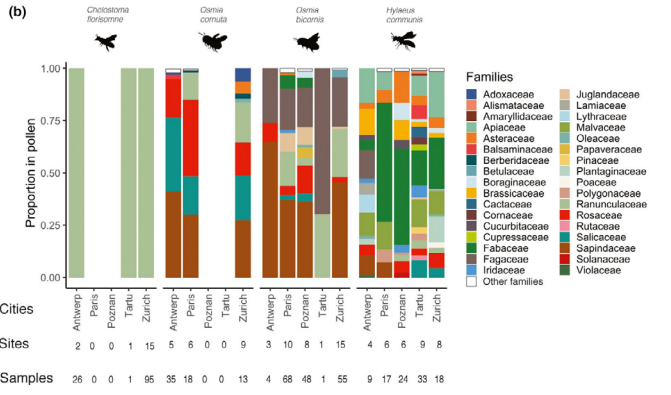 (b)
Chelostoma florisomne
Osmia cornuta
Osmia bicornis
Hylaeus communis
Proportion in pollen
1.00
0.75
0.50
0.25
0.00
Families
Adoxaceae
Alismataceae
Amaryllidaceae
Apiaceae
Asteraceae
Balsaminaceae
Berberidaceae
Betulaceae
Boraginaceae
Brassicaceae
Cactaceae
Cornaceae
Cucurbitaceae
Cupressaceae
Fabaceae
Fagaceae
Iridaceae
Other families
Juglandaceae
Lamiaceae
Lythraceae
Malvaceae
Oleaceae
Papaveraceae
Pinaceae
Plantaginaceae
Poaceae
Polygonaceae
Ranunculaceae
Rosaceae
Rutaceae
Salicaceae
Sapindaceae
Solanaceae
Violaceae
Cities Antwerp Paris Poznan Tartu Zurich Antwerp Paris Poznan Tartu Zurich Antwerp Paris Poznan Tartu Zurich Antwerp Paris Poznan Tartu Zurich
Sites 2 0 0 1 15 5 6 0 0 9 3 10 8 1 15 4 6 6 9 8
Samples 26 0 0 1 95 35 18 0 0 13 4 68 48 1 55 9 17 24 33 18